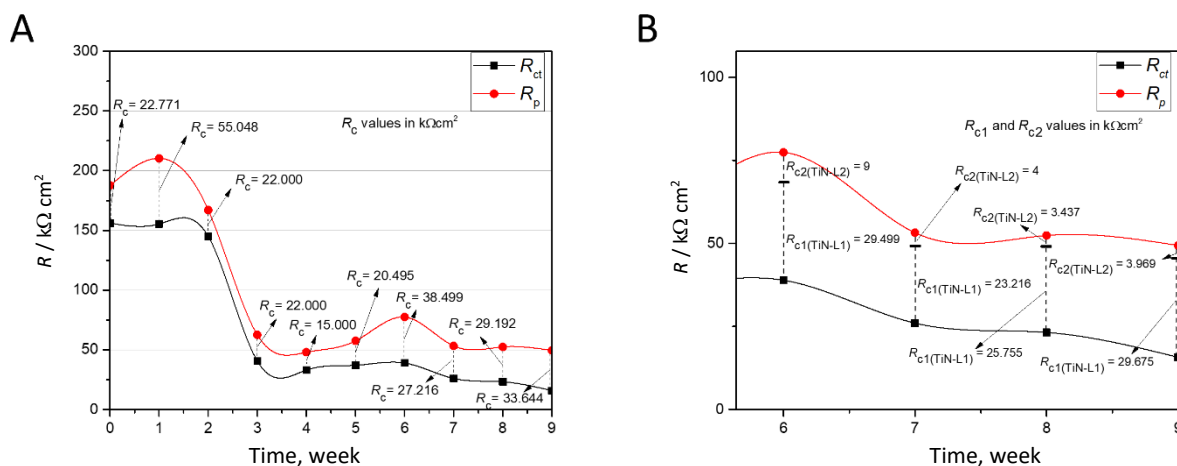 A
300
250
200
150
100
50
0
R / kΩ cm²
0 1 2 3 4 5 6 7 8 9
Time, week
Rct
Rp
Rc values in kΩcm²
Rc = 22.771
Rc = 55.048
Rc = 22.000
Rc = 22.000
Rc = 15.000
Rc = 20.495
Rc = 38.499
Rc = 29.192
Rc = 27.216
Rc = 33.644
B
100
50
0
R / kΩ cm²
6 7 8 9
Time, week
Rct
Rp
Rc1 and Rc2 values in kΩcm²
Rc2(TiN-L2) = 9
Rc2(TiN-L2) = 4
Rc2(TiN-L2) = 3.437
Rc2(TiN-L2) = 3.969
Rc1(TiN-L1) = 29.499
Rc1(TiN-L1) = 23.216
Rc1(TiN-L1) = 25.755
Rc1(TiN-L1) = 29.675